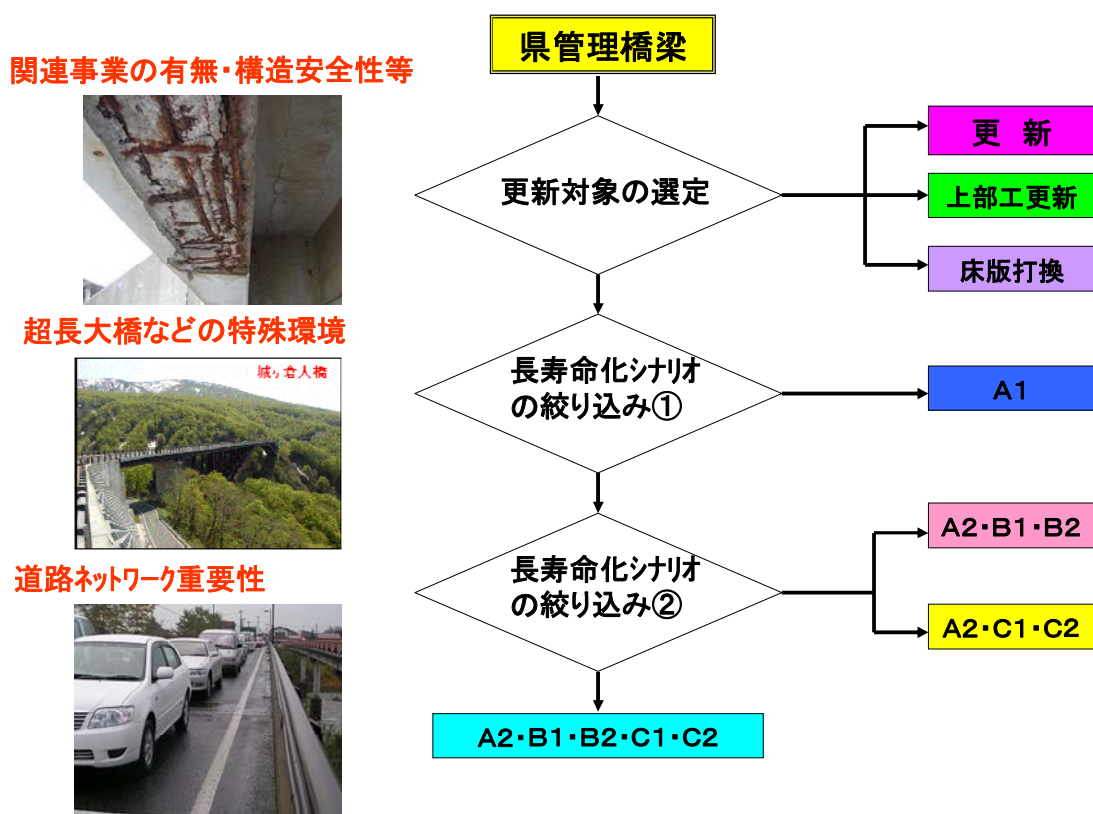 県管理橋梁
関連事業の有無・構造安全性等
更新対象の選定
更 新
上部工更新
床版打換
超長大橋などの特殊環境
城ヶ倉大橋
長寿命化シナリオ
の絞り込み①
A1
道路ネットワーク重要性
長寿命化シナリオ
の絞り込み②
A2・B1・B2
A2・C1・C2
A2・B1・B2・C1・C2